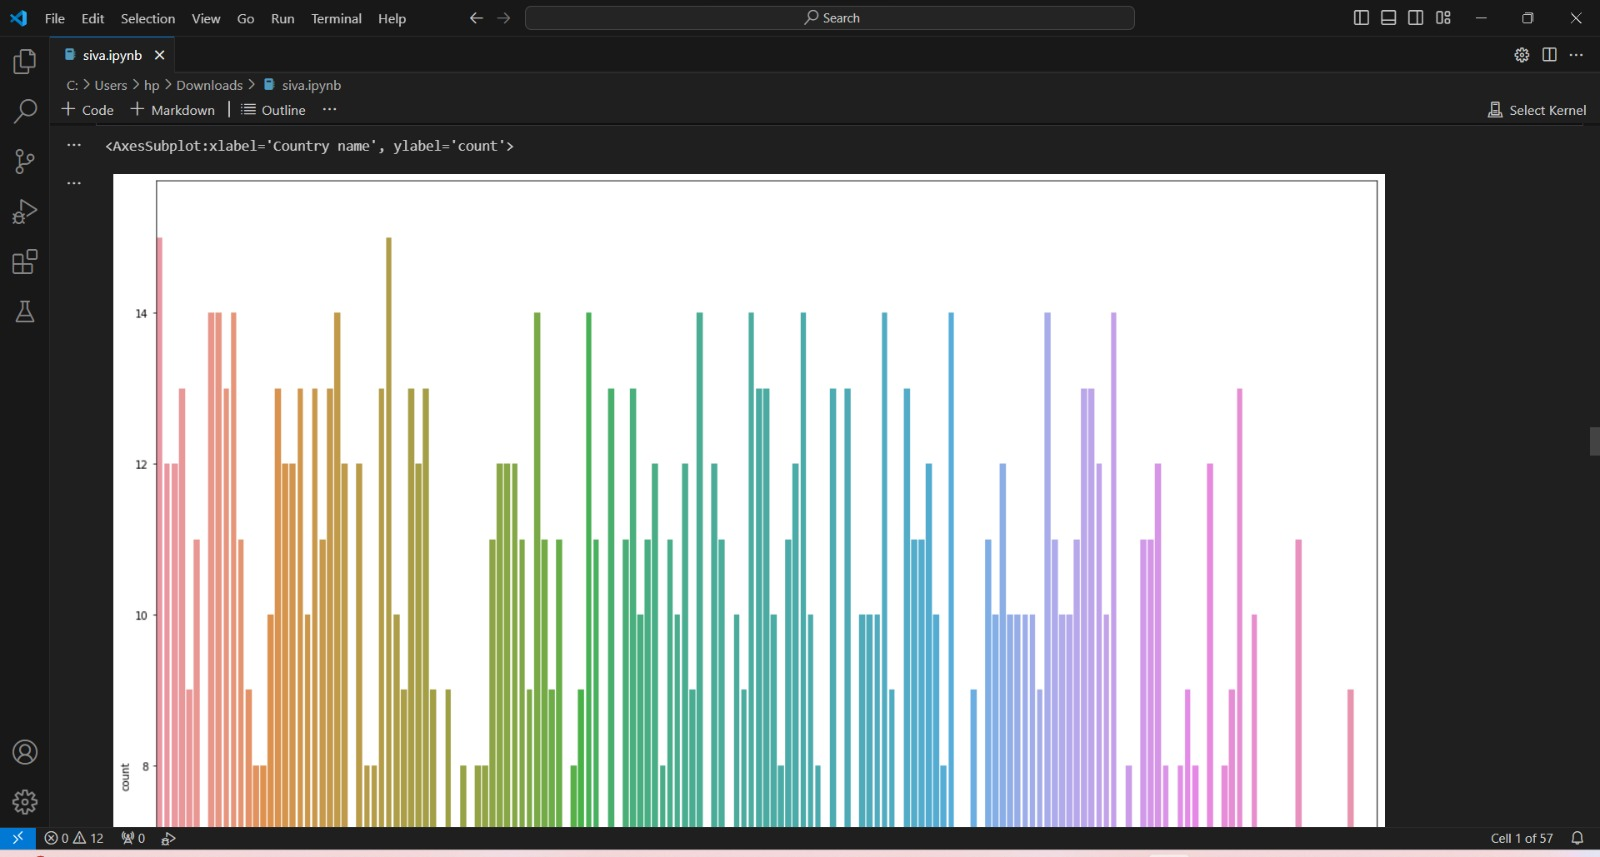 File Edit Selection View Go Run Terminal Help
Search
siva.ipynb
C: > Users > hp > Downloads > siva.ipynb
+ Code + Markdown | Outline ...
Select Kernel
<AxesSubplot:xlabel='Country name', ylabel='count'>
14
12
10
8
count
0 12 0
Cell 1 of 57